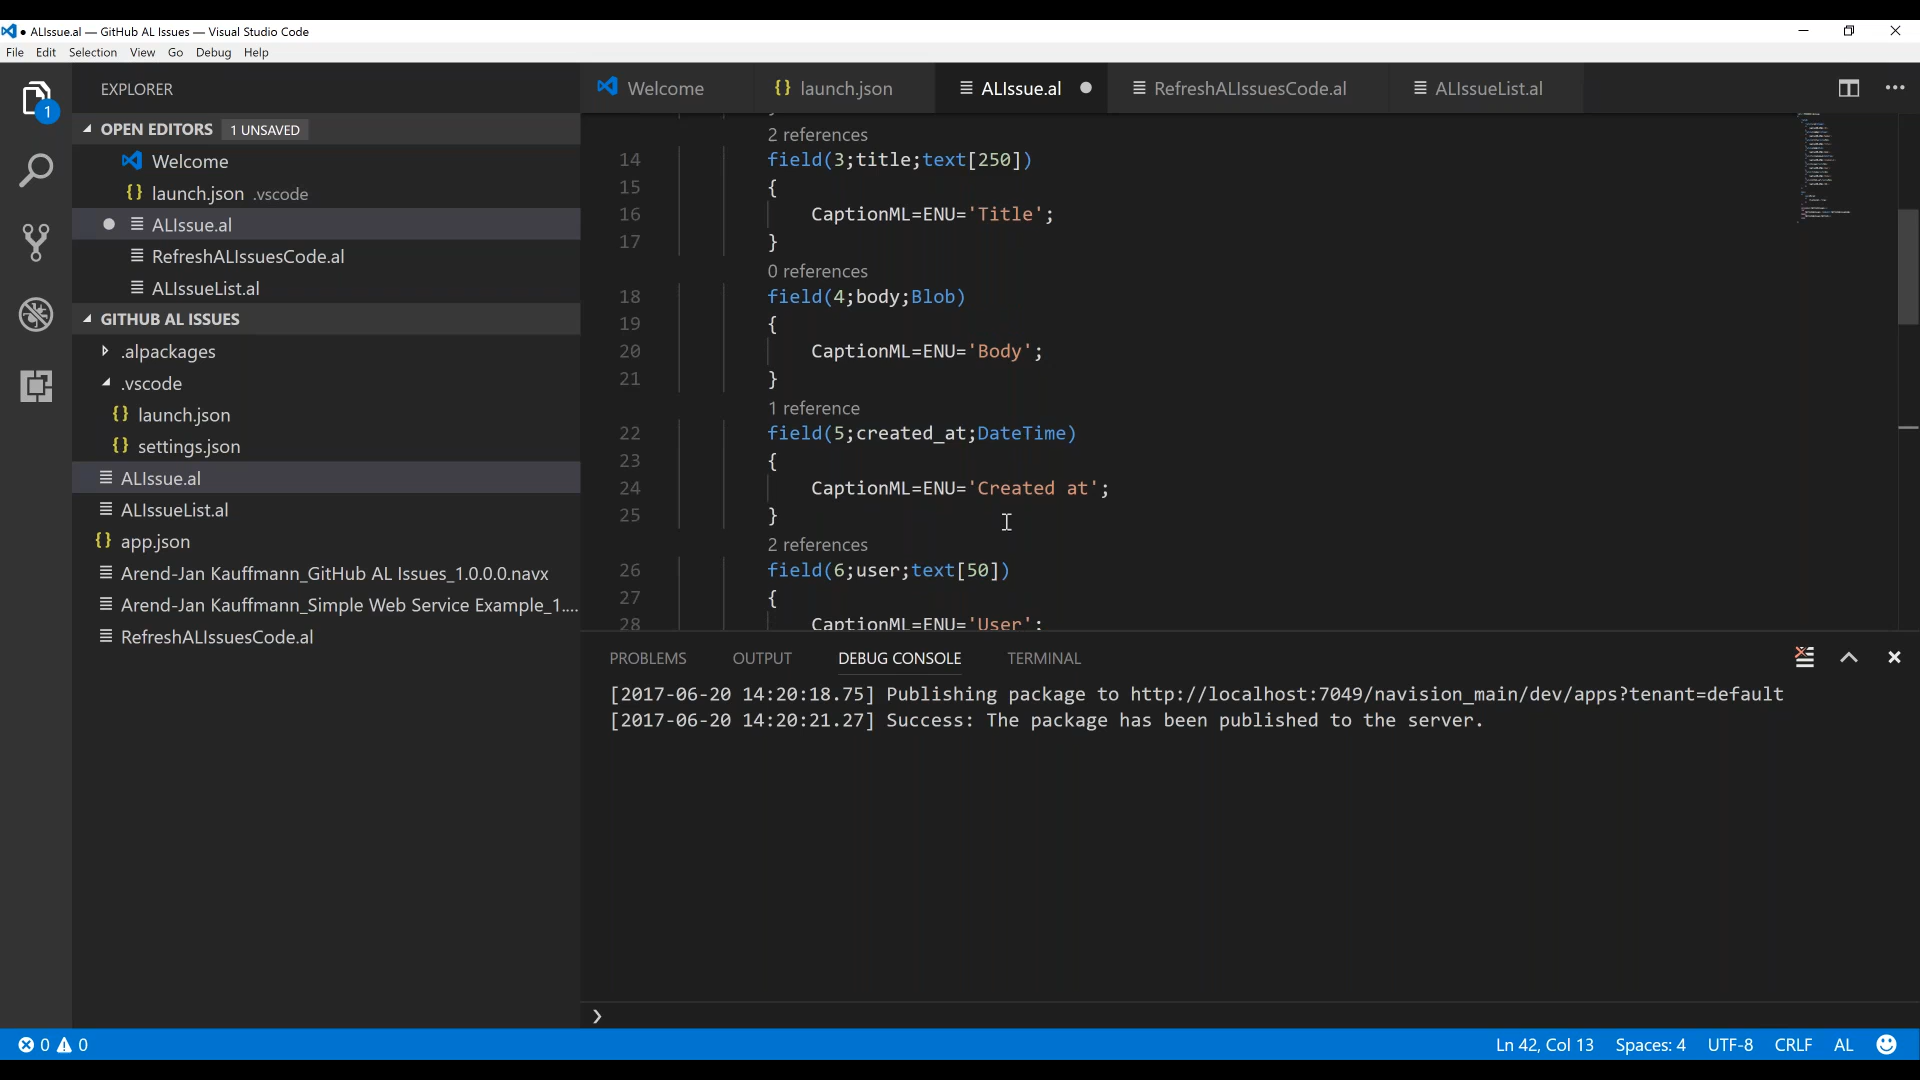 ● ALIssue.al — GitHub AL Issues — Visual Studio Code
File Edit Selection View Go Debug Help
EXPLORER
1
OPEN EDITORS 1 UNSAVED
Welcome
{} launch.json .vscode
ALIssue.al
RefreshALIssuesCode.al
ALIssueList.al
GITHUB AL ISSUES
.alpackages
.vscode
{} launch.json
{} settings.json
ALIssue.al
ALIssueList.al
{} app.json
Arend-Jan Kauffmann_GitHub AL Issues_1.0.0.0.navx
Arend-Jan Kauffmann_Simple Web Service Example_1....
RefreshALIssuesCode.al
Welcome {} launch.json ALIssue.al RefreshALIssuesCode.al ALIssueList.al
2 references
14 field(3;title;text[250])
15 {
16 CaptionML=ENU='Title';
17 }
0 references
18 field(4;body;Blob)
19 {
20 CaptionML=ENU='Body';
21 }
1 reference
22 field(5;created_at;DateTime)
23 {
24 CaptionML=ENU='Created at';
25 }
2 references
26 field(6;user;text[50])
27 {
28 CaptionML=ENU='User';
PROBLEMS OUTPUT DEBUG CONSOLE TERMINAL
[2017-06-20 14:20:18.75] Publishing package to http://localhost:7049/navision_main/dev/apps?tenant=default
[2017-06-20 14:20:21.27] Success: The package has been published to the server.
0 0 Ln 42, Col 13 Spaces: 4 UTF-8 CRLF AL